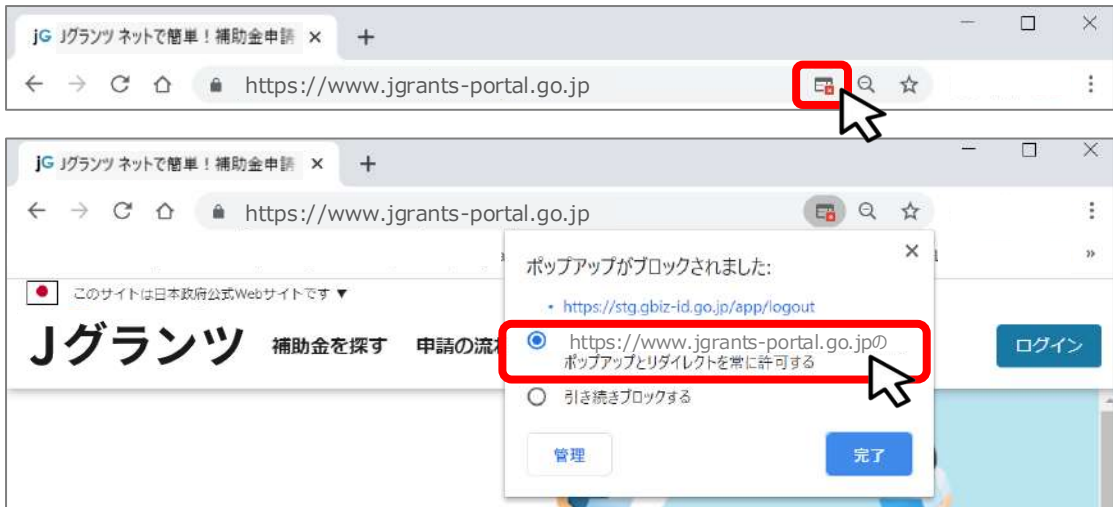 jG Jグランツ ネットで簡単！補助金申請
https://www.jgrants-portal.go.jp
jG Jグランツ ネットで簡単！補助金申請
https://www.jgrants-portal.go.jp
ポップアップがブロックされました:
• https://stg.gbiz-id.go.jp/app/logout
https://www.jgrants-portal.go.jpの
ポップアップとリダイレクトを常に許可する
引き続きブロックする
管理
完了
このサイトは日本政府公式Webサイトです ▼
Jグランツ
補助金を探す
申請の流
ログイン